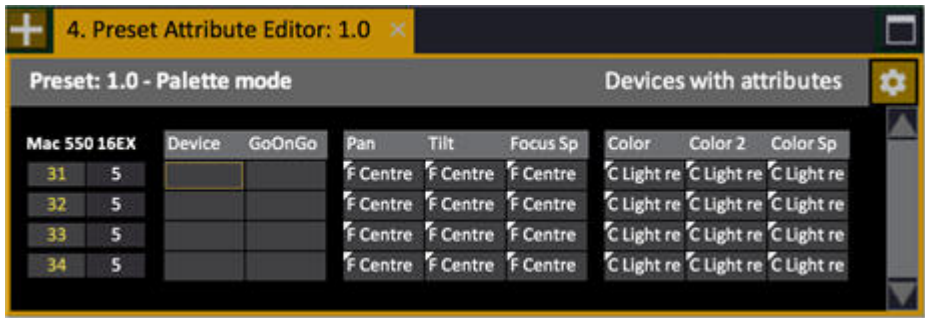 4. Preset Attribute Editor: 1.0 ×
Preset: 1.0 - Palette mode Devices with attributes
Mac 550 16EX Device GoOnGo Pan Tilt Focus Sp Color Color 2 Color Sp
31 5 F Centre F Centre F Centre C Light re C Light re C Light re
32 5 F Centre F Centre F Centre C Light re C Light re C Light re
33 5 F Centre F Centre F Centre C Light re C Light re C Light re
34 5 F Centre F Centre F Centre C Light re C Light re C Light re